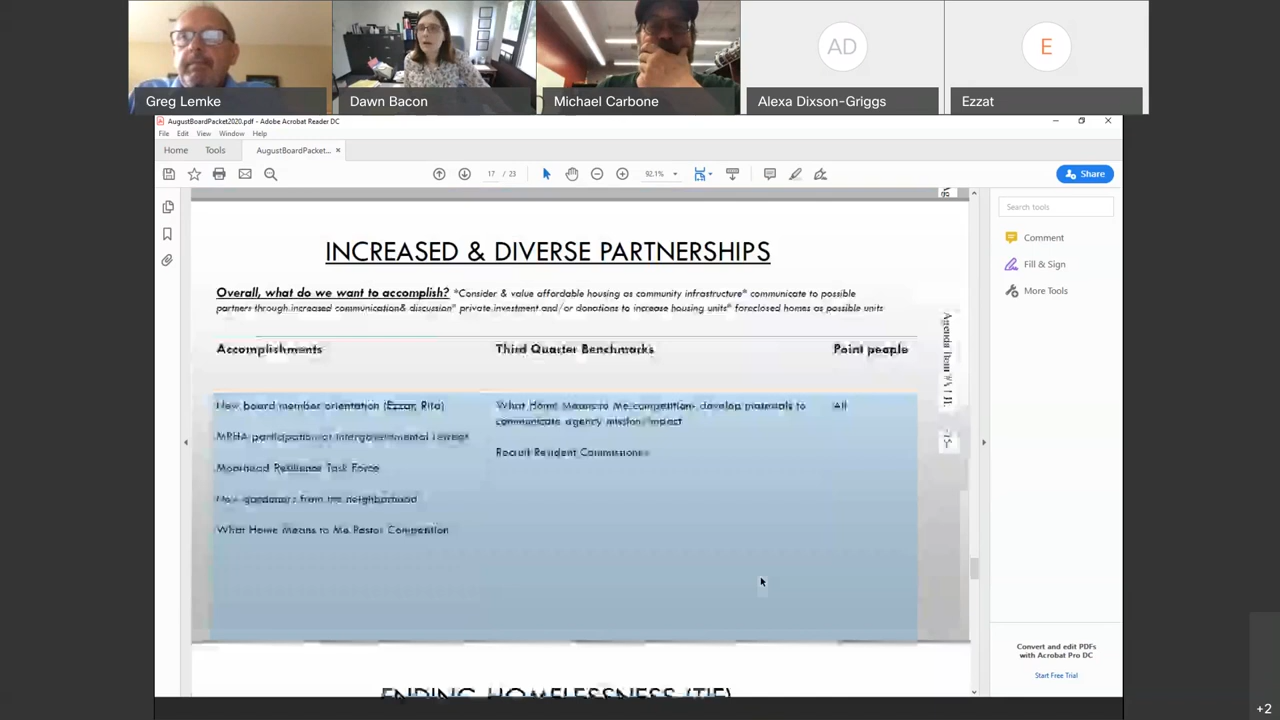 AD
E
Greg Lemke
Dawn Bacon
Michael Carbone
Alexa Dixson-Griggs
Ezzat
AugustBoardPacket2020.pdf - Adobe Acrobat Reader DC
File Edit View Window Help
Home Tools AugustBoardPacket... ×
17 / 23 92.1% Share
Search tools
Comment
Fill & Sign
More Tools
INCREASED & DIVERSE PARTNERSHIPS
Overall, what do we want to accomplish? *Consider & value affordable housing as community infrastructure* communicate to possible
partners through increased communication& discussion* private investment and/or donations to increase housing units* foreclosed homes as possible units
Accomplishments Third Quarter Benchmarks Point people
New board member orientation (Ezzat, Rita) What Home Means to Me competition- develop materials to All
communicate agency mission/impact
MPHA participation at Intergovernmental
Recruit Resident Commissioner
Moorhead Resilience Task Force
New gardeners from the neighborhood
What Home Means to Me Poster Competition
Agenda Item
ENDING HOMELESSNESS (TIF)
Convert and edit PDFs
with Acrobat Pro DC
Start Free Trial
+2